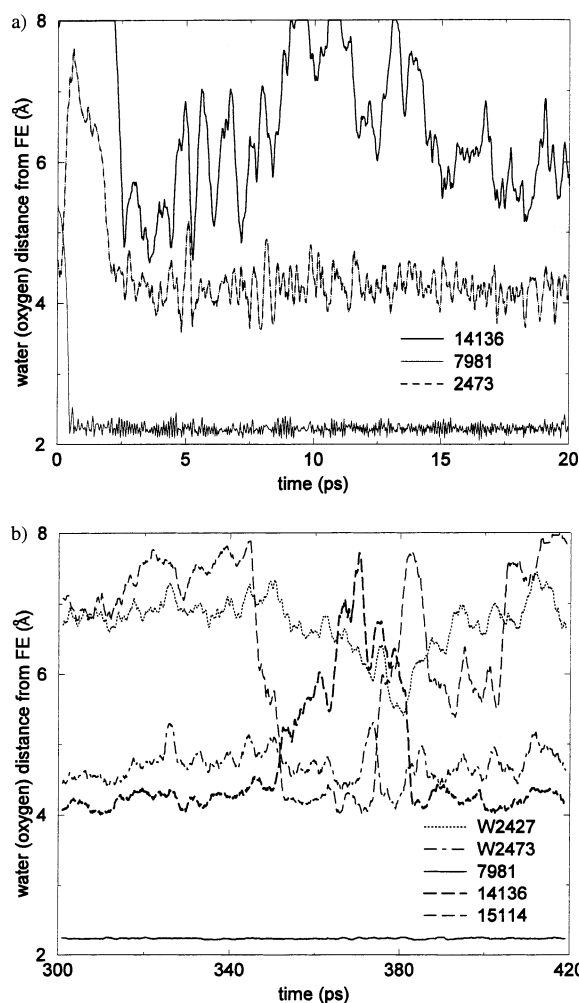 a)
8
6
4
2
water (oxygen) distance from FE (Å)
14136
7981
2473
0 5 10 15 20
time (ps)
b)
8
6
4
2
water (oxygen) distance from FE (Å)
W2427
W2473
7981
14136
15114
300 340 380 420
time (ps)